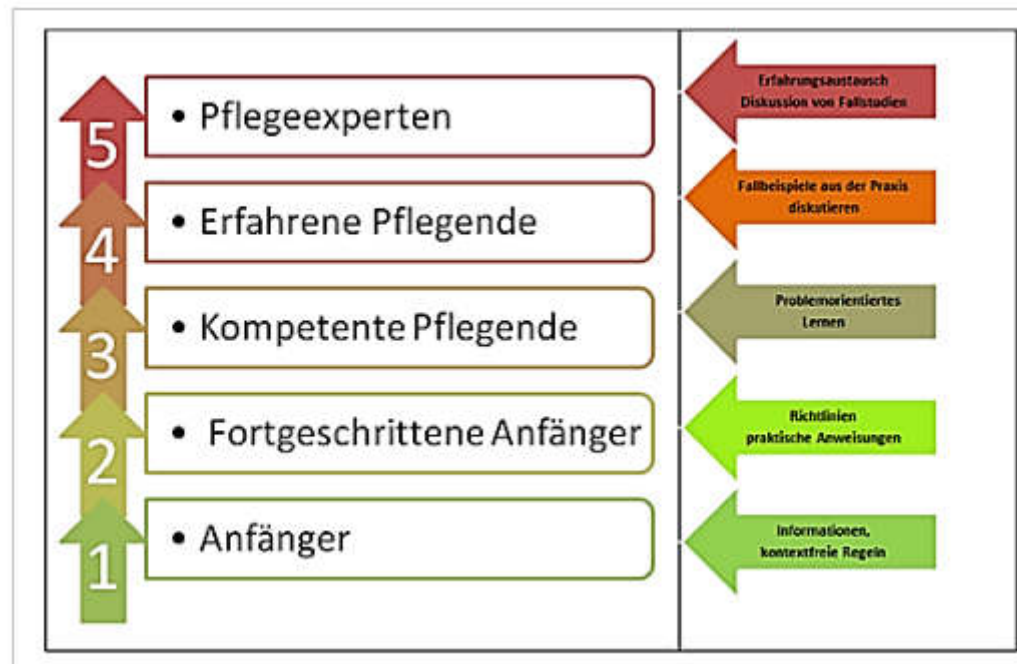 5
• Pflegeexperten
Erfahrungsaustausch
Diskussion von Fallstudien
4
• Erfahrene Pflegende
Fallbeispiele aus der Praxis
diskutieren
3
• Kompetente Pflegende
Problemorientiertes
Lernen
2
• Fortgeschrittene Anfänger
Richtlinien
praktische Anweisungen
1
• Anfänger
Informationen,
kontextfreie Regeln